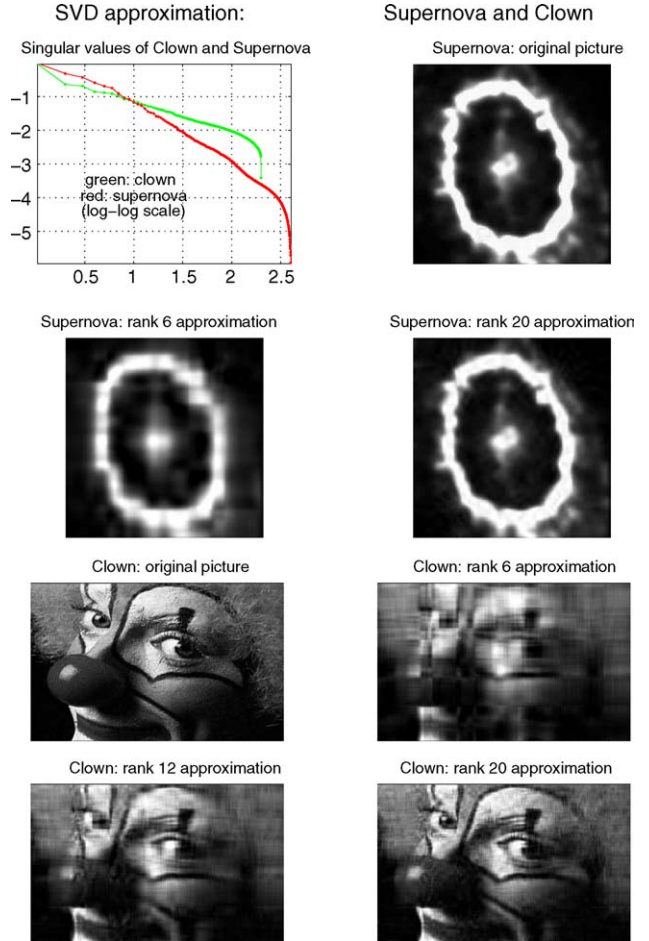 SVD approximation:
Supernova and Clown
Singular values of Clown and Supernova
−1
−2
−3
−4
−5
green: clown
red: supernova
(log−log scale)
0.5
1
1.5
2
2.5
Supernova: original picture
Supernova: rank 6 approximation
Supernova: rank 20 approximation
Clown: original picture
Clown: rank 6 approximation
Clown: rank 12 approximation
Clown: rank 20 approximation